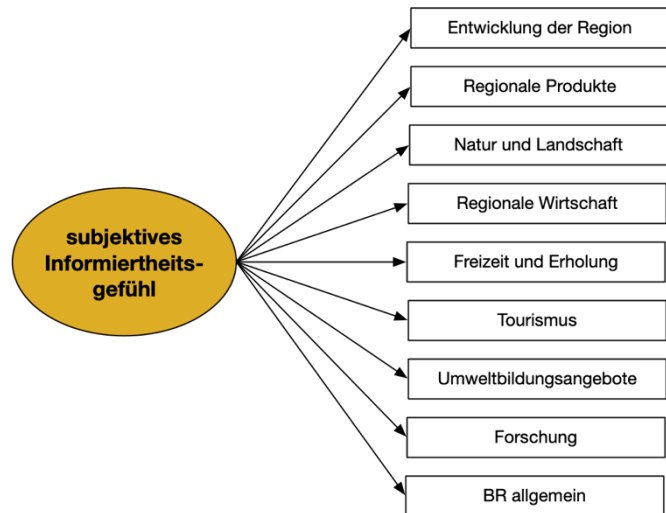 subjektives
Informiertheits-
gefühl
Entwicklung der Region
Regionale Produkte
Natur und Landschaft
Regionale Wirtschaft
Freizeit und Erholung
Tourismus
Umweltbildungsangebote
Forschung
BR allgemein